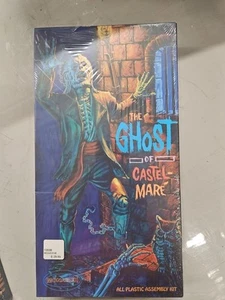 THE
GHOST
OF
CASTEL-
MARE
ALL PLASTIC ASSEMBLY KIT